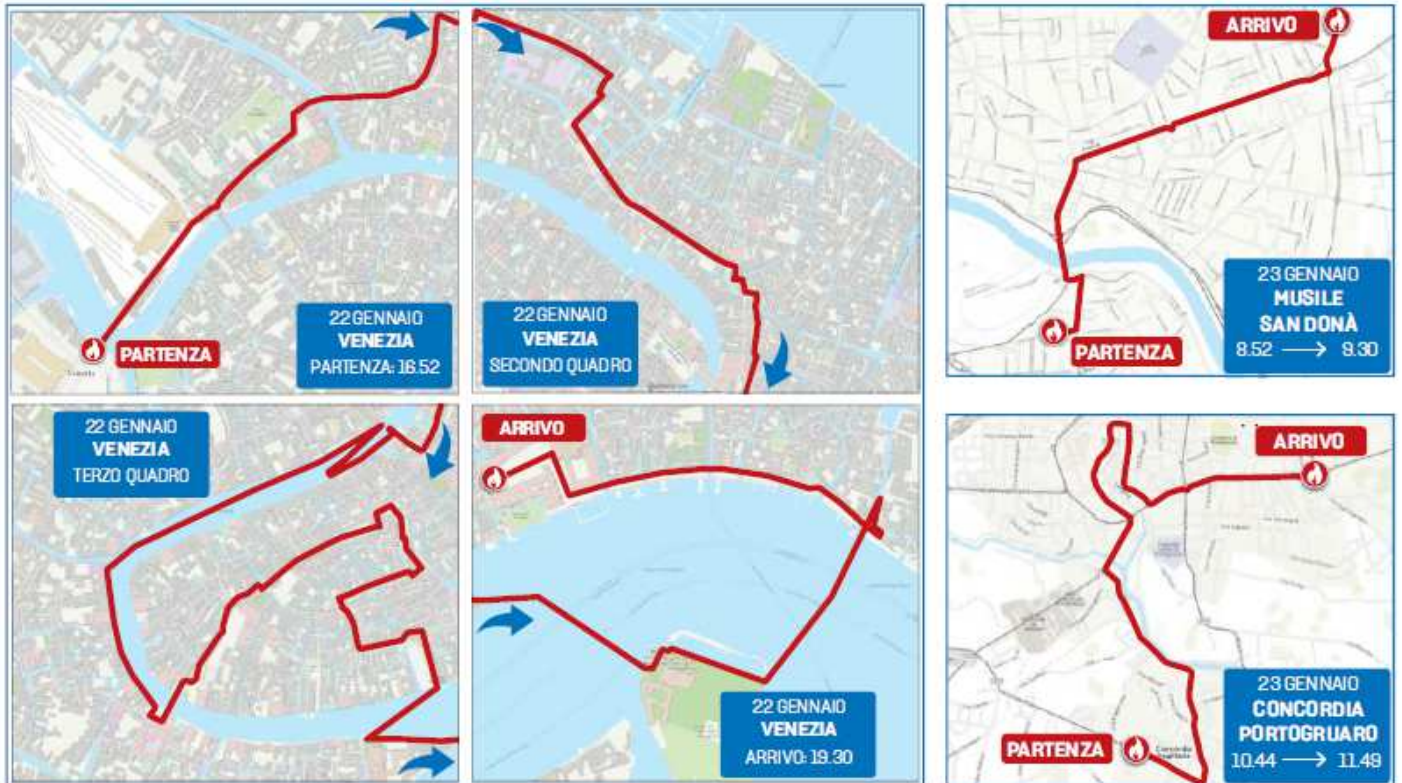 PARTENZA
22 GENNAIO
VENEZIA
PARTENZA: 16.52
22 GENNAIO
VENEZIA
SECONDO QUADRO
22 GENNAIO
VENEZIA
TERZO QUADRO
ARRIVO
22 GENNAIO
VENEZIA
ARRIVO: 19.30
ARRIVO
PARTENZA
23 GENNAIO
MUSILE
SAN DONÀ
8.52 → 9.30
ARRIVO
PARTENZA
Concordia
Sagittaria
23 GENNAIO
CONCORDIA
PORTOGRUARO
10.44 → 11.49